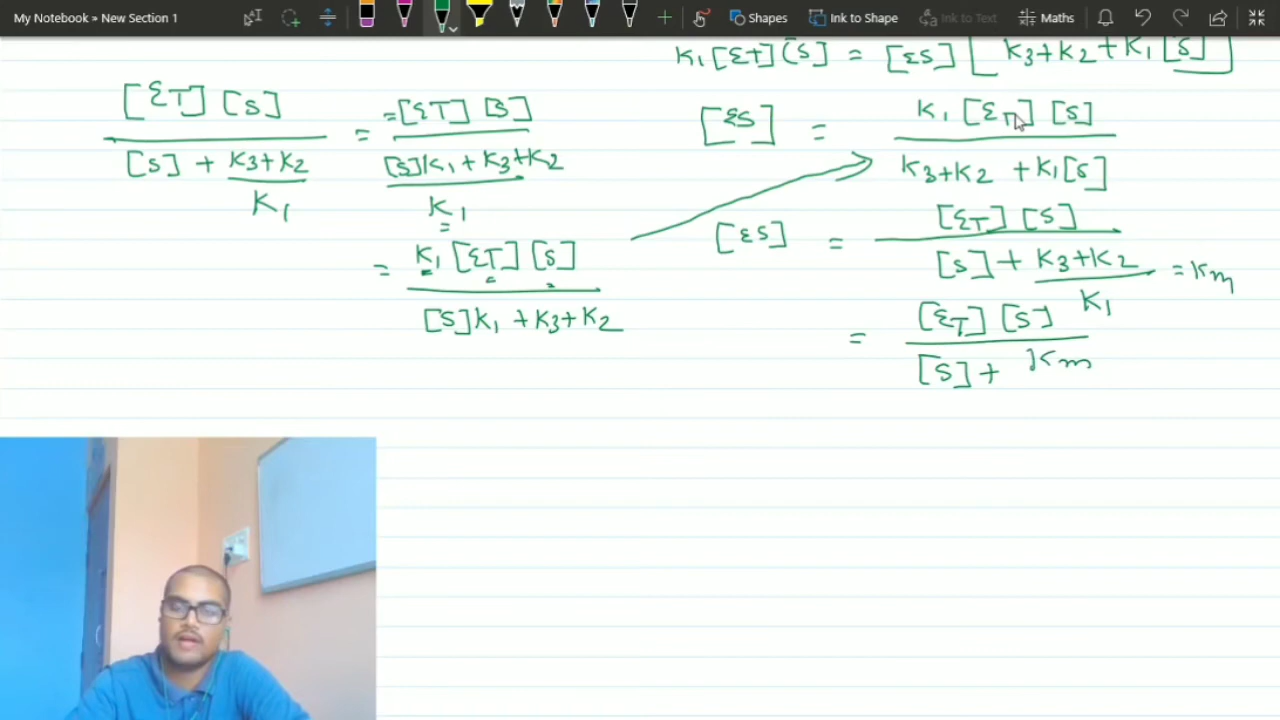 My Notebook » New Section 1
Shapes
Ink to Shape
Ink to Text
Maths
K1[ET][S] = [ES] [ K3+K2+K1[S] ]
[ET][S] / [S] + K3+K2 / K1 = =[ET][S] / [S]K1+K3+K2 / K1
= K1[ET][S] / [S]K1+K3+K2
[ES] = K1[ET][S] / K3+K2+K1[S]
[ES] = [ET][S] / [S]+ K3+K2 / K1 = Km
= [ET][S] / [S]+ Km